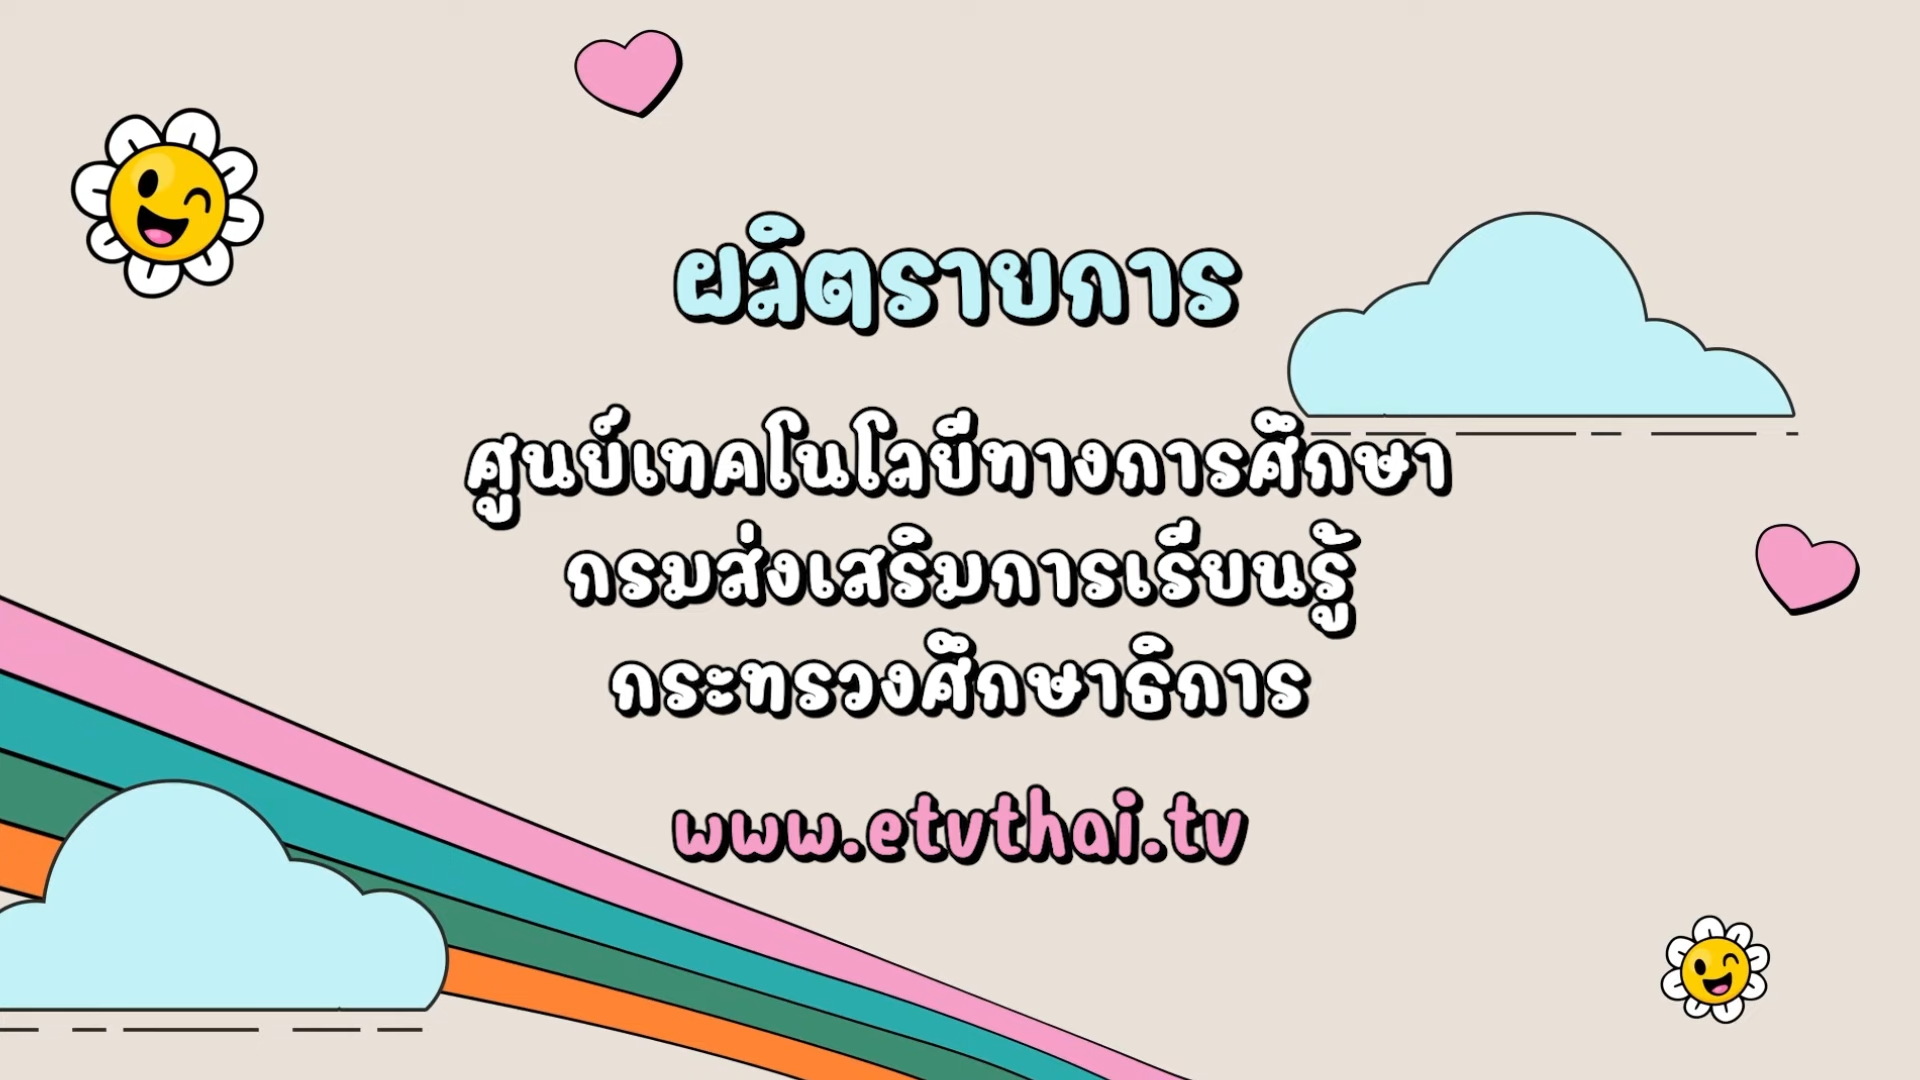 ผลิตรายการ
ศูนย์เทคโนโลยีทางการศึกษา
กรมส่งเสริมการเรียนรู้
กระทรวงศึกษาธิการ
www.etvthai.tv